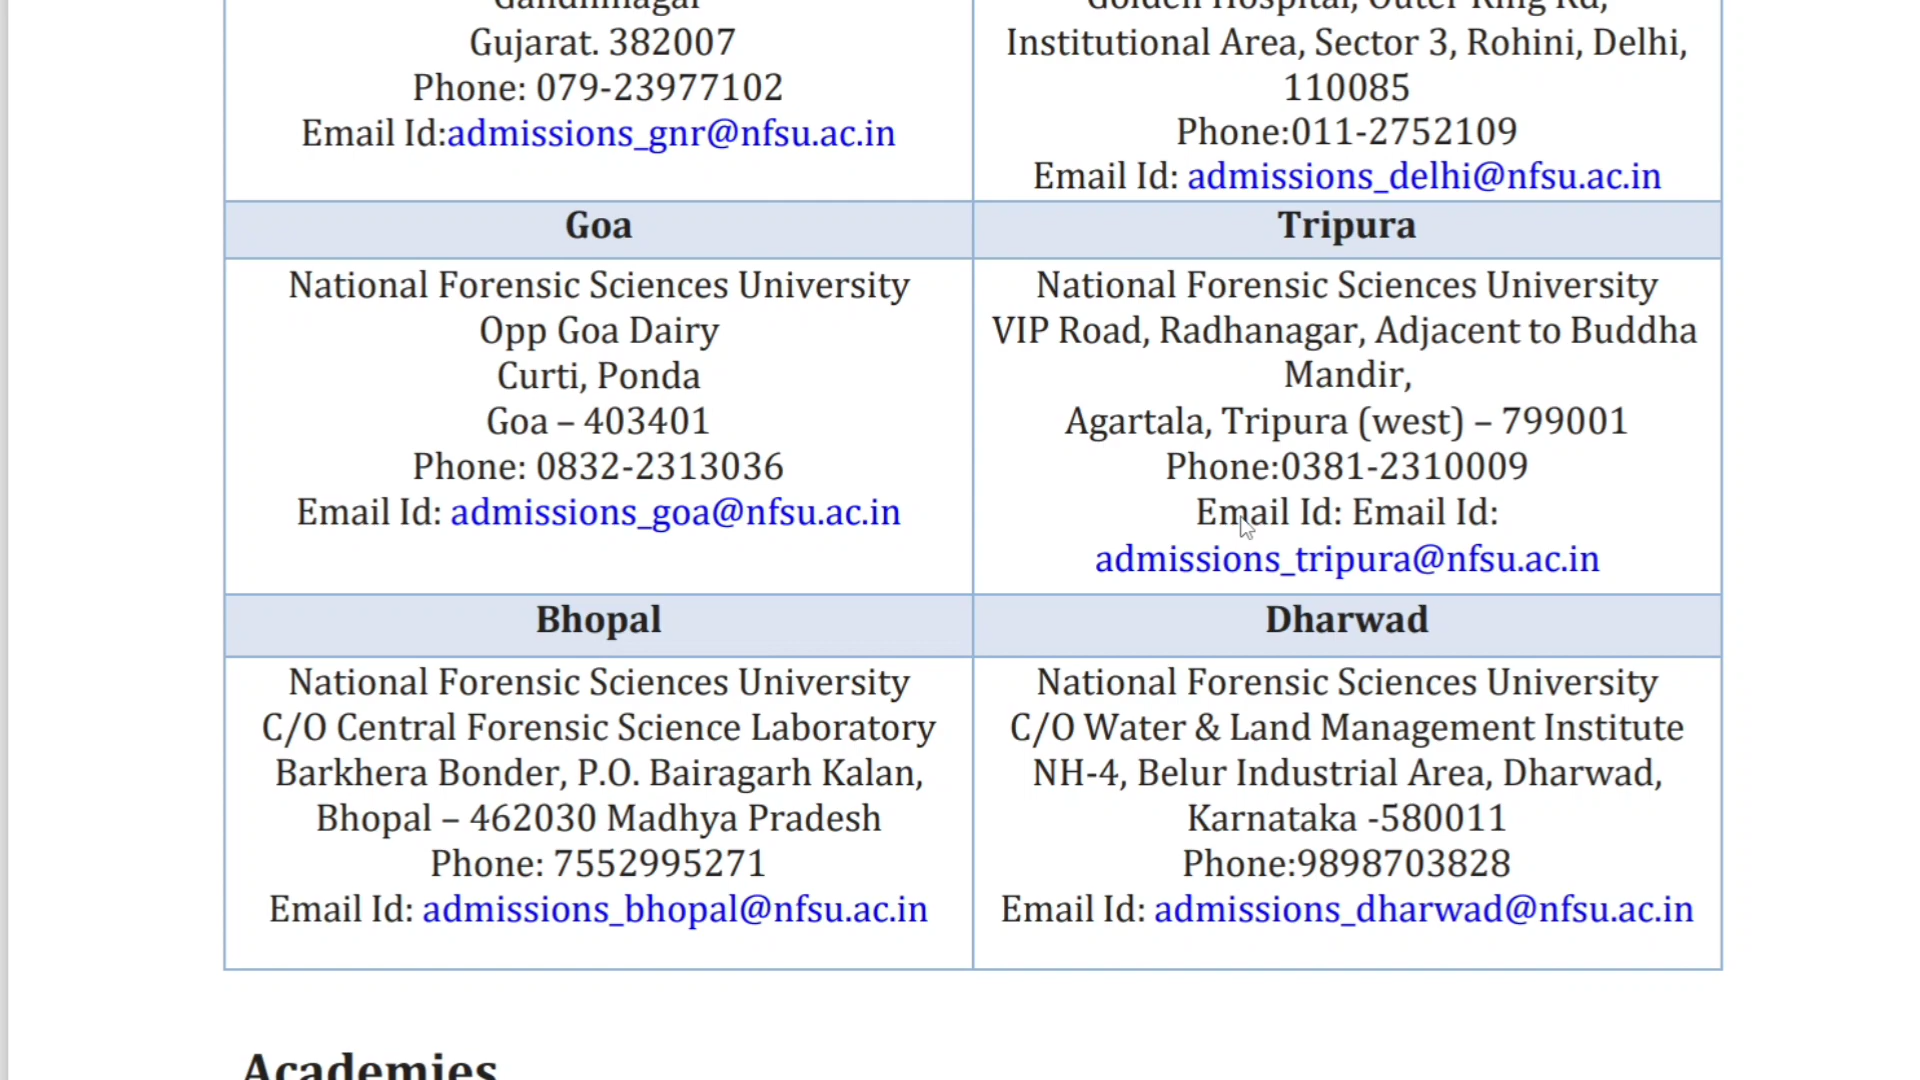 Gandhinagar
Gujarat. 382007
Phone: 079-23977102
Email Id:admissions_gnr@nfsu.ac.in
Golden Hospital, Outer Ring Rd,
Institutional Area, Sector 3, Rohini, Delhi,
110085
Phone:011-2752109
Email Id: admissions_delhi@nfsu.ac.in
Goa
Tripura
National Forensic Sciences University
Opp Goa Dairy
Curti, Ponda
Goa – 403401
Phone: 0832-2313036
Email Id: admissions_goa@nfsu.ac.in
National Forensic Sciences University
VIP Road, Radhanagar, Adjacent to Buddha
Mandir,
Agartala, Tripura (west) – 799001
Phone:0381-2310009
Email Id: Email Id:
admissions_tripura@nfsu.ac.in
Bhopal
Dharwad
National Forensic Sciences University
C/O Central Forensic Science Laboratory
Barkhera Bonder, P.O. Bairagarh Kalan,
Bhopal – 462030 Madhya Pradesh
Phone: 7552995271
Email Id: admissions_bhopal@nfsu.ac.in
National Forensic Sciences University
C/O Water & Land Management Institute
NH-4, Belur Industrial Area, Dharwad,
Karnataka -580011
Phone:9898703828
Email Id: admissions_dharwad@nfsu.ac.in
Academies